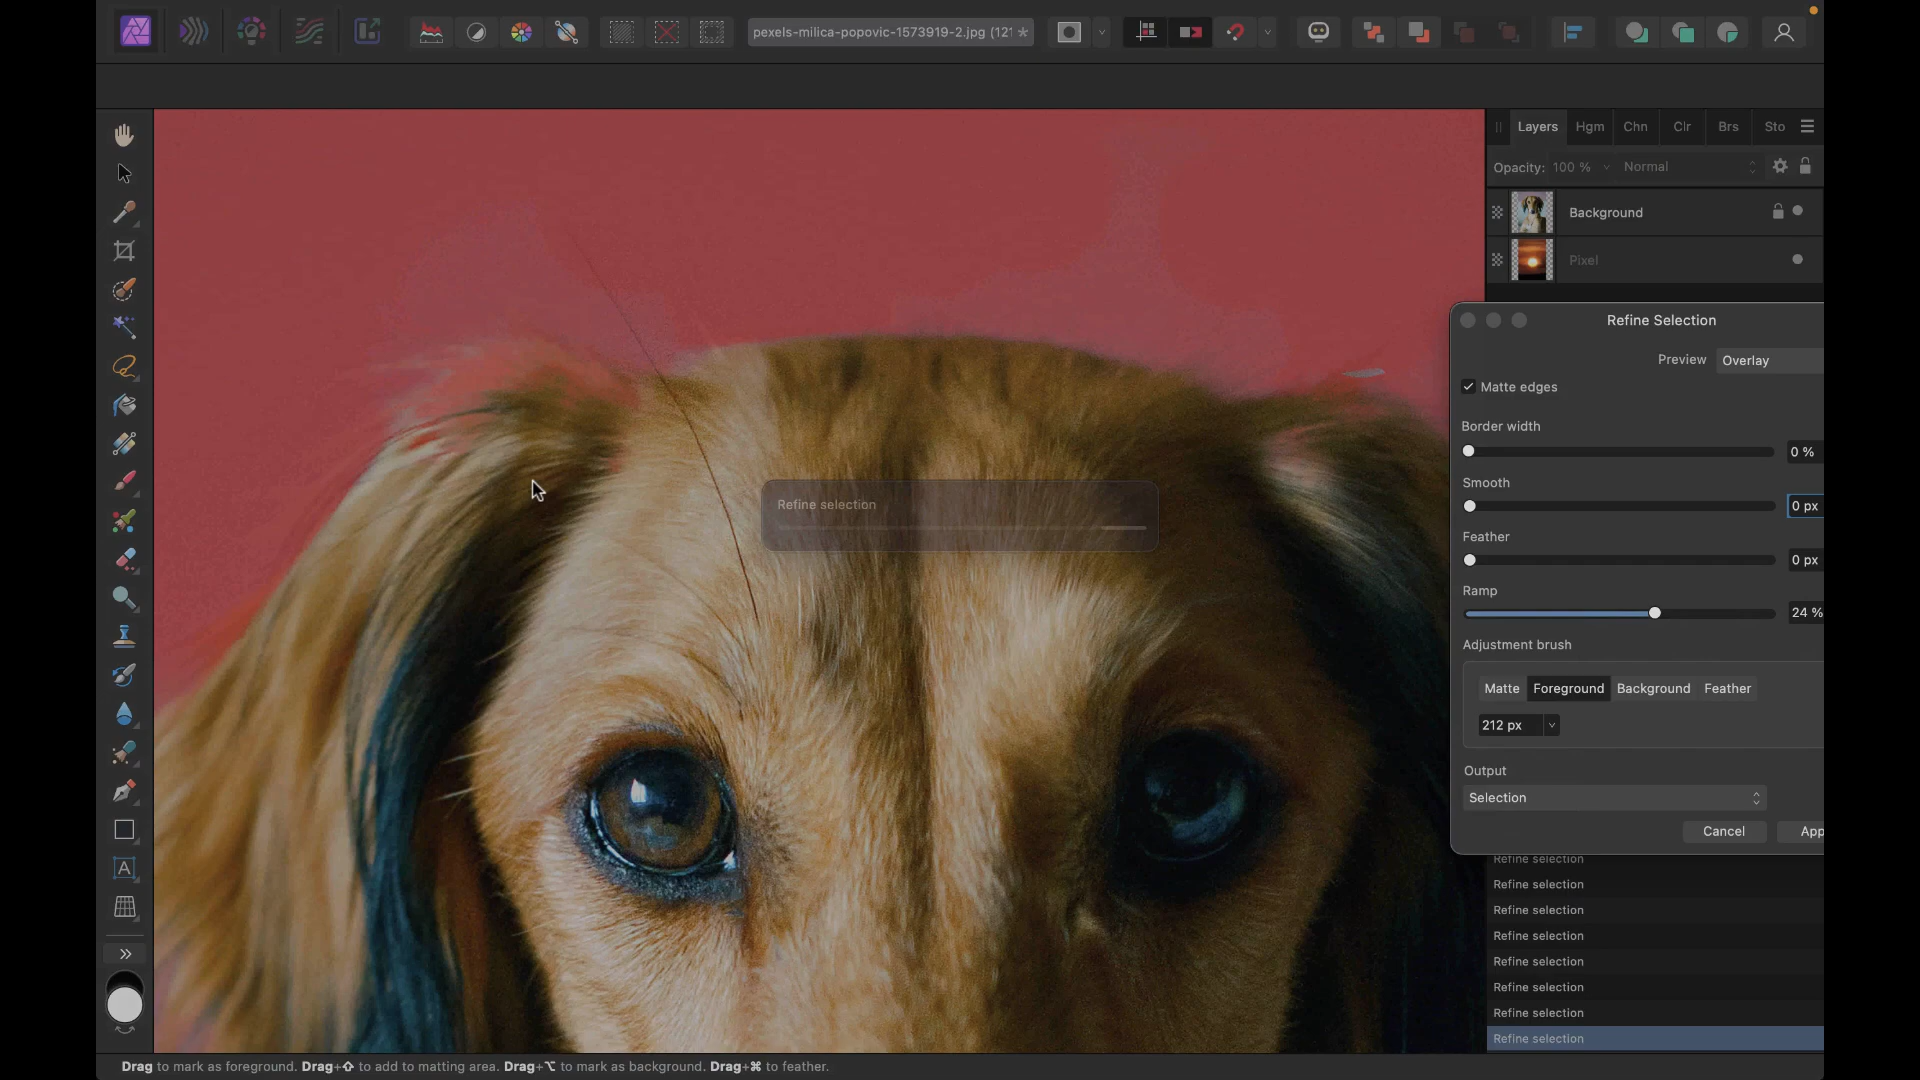 pexels-milica-popovic-1573919-2.jpg (121 *
Layers Hgm Chn Clr Brs Sto
Opacity: 100 % Normal
Background
Pixel
Refine Selection
Preview Overlay
Matte edges
Border width
0 %
Smooth
0 px
Feather
0 px
Ramp
24 %
Adjustment brush
Matte Foreground Background Feather
212 px
Output
Selection
Cancel App
Refine selection
Refine selection
Refine selection
Refine selection
Refine selection
Refine selection
Refine selection
Refine selection
Refine selection
A
Drag to mark as foreground. Drag+⇧ to add to matting area. Drag+⌥ to mark as background. Drag+⌘ to feather.